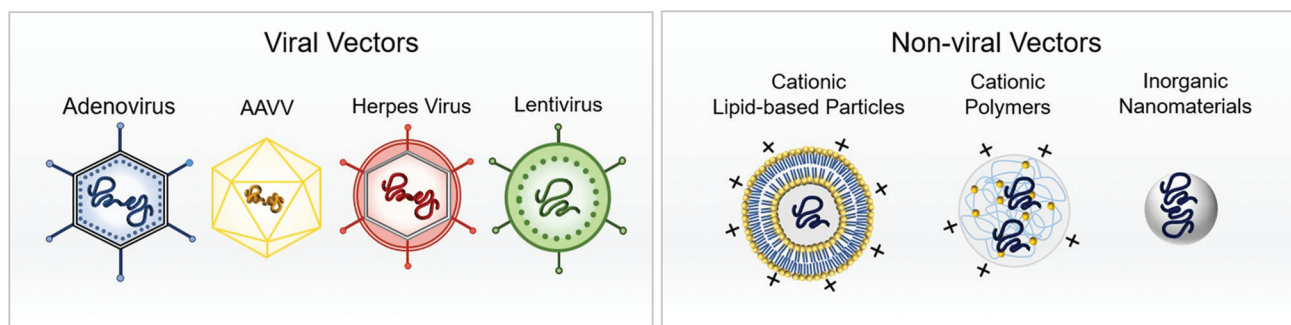 Viral Vectors
Adenovirus
AAVV
Herpes Virus
Lentivirus
Non-viral Vectors
Cationic
Lipid-based Particles
Cationic
Polymers
Inorganic
Nanomaterials